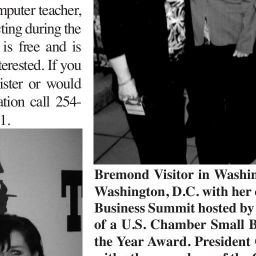 mputer teacher,
ting during the
is free and is
terested. If you
ister or would
ation call 254-
1.
Bremond Visitor in Washin
Washington, D.C. with her
Business Summit hosted by
of a U.S. Chamber Small B
the Year Award. President